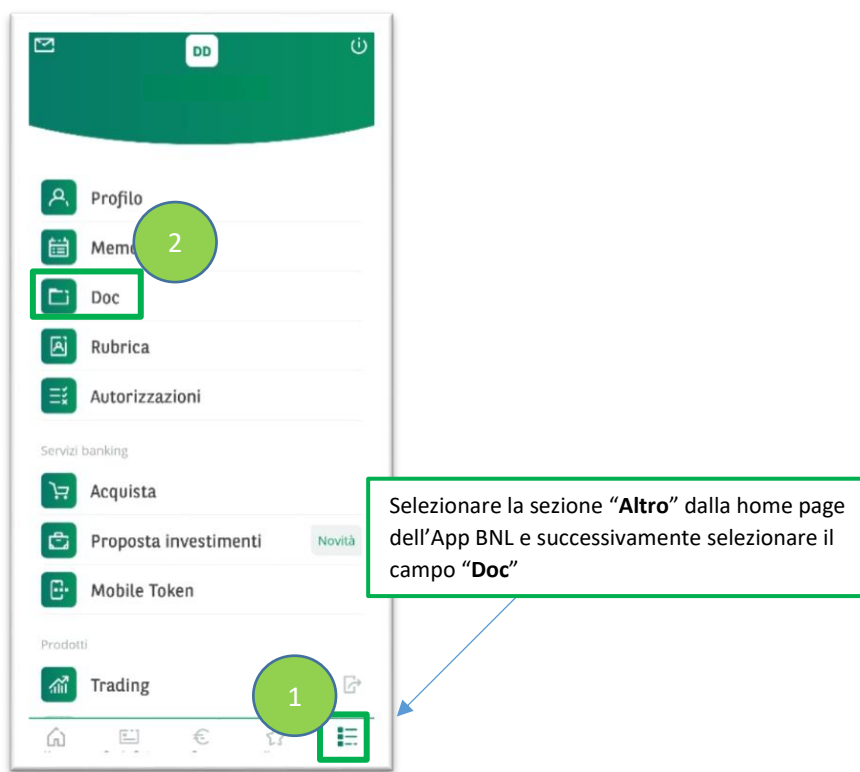 DD
Profilo
Mem
2
Doc
Rubrica
Autorizzazioni
Servizi banking
Acquista
Proposta investimenti Novità
Mobile Token
Prodotti
Trading
1
Selezionare la sezione “Altro” dalla home page
dell’App BNL e successivamente selezionare il
campo “Doc”